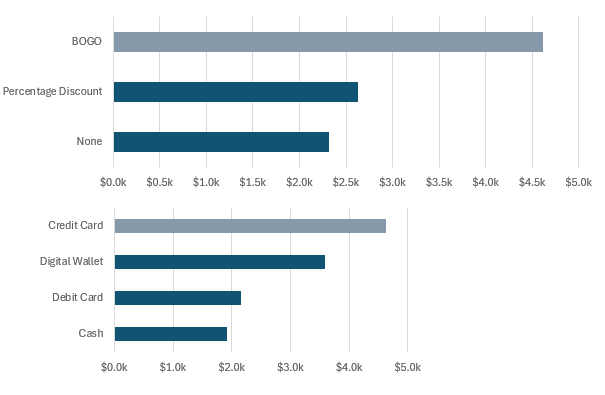 BOGO
Percentage Discount
None
$0.0k $0.5k $1.0k $1.5k $2.0k $2.5k $3.0k $3.5k $4.0k $4.5k $5.0k
Credit Card
Digital Wallet
Debit Card
Cash
$0.0k $1.0k $2.0k $3.0k $4.0k $5.0k